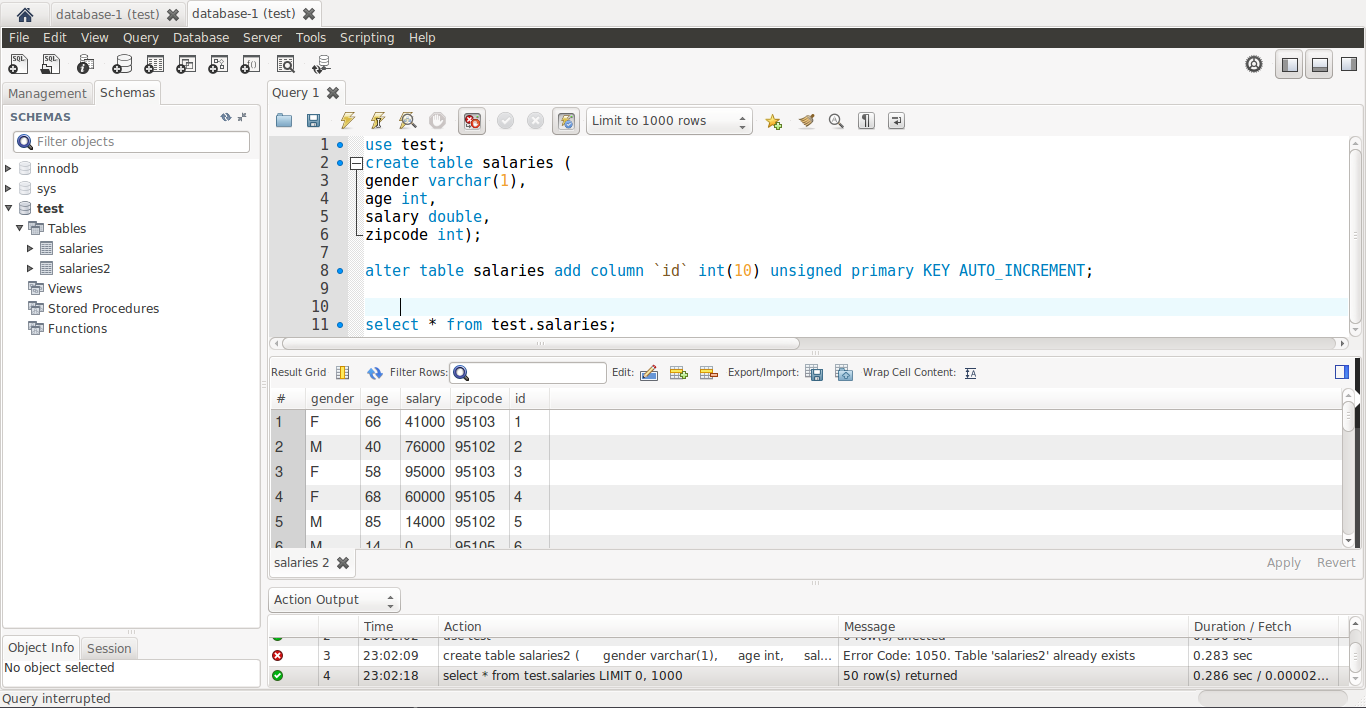 database-1 (test) database-1 (test)
File Edit View Query Database Server Tools Scripting Help
Management Schemas
Query 1
SCHEMAS
Filter objects
innodb
sys
test
Tables
salaries
salaries2
Views
Stored Procedures
Functions
Limit to 1000 rows
1 use test;
2 create table salaries (
3 gender varchar(1),
4 age int,
5 salary double,
6 zipcode int);
7
8 alter table salaries add column `id` int(10) unsigned primary KEY AUTO_INCREMENT;
9
10
11 select * from test.salaries;
Result Grid Filter Rows: Edit: Export/Import: Wrap Cell Content:
# gender age salary zipcode id
1 F 66 41000 95103 1
2 M 40 76000 95102 2
3 F 58 95000 95103 3
4 F 68 60000 95105 4
5 M 85 14000 95102 5
6 M 14 0 95105 6
salaries 2 Apply Revert
Action Output
Time Action Message Duration / Fetch
2 23:02:02 use test 0 row(s) affected 0.296 sec
3 23:02:09 create table salaries2 ( gender varchar(1), age int, sal... Error Code: 1050. Table 'salaries2' already exists 0.283 sec
4 23:02:18 select * from test.salaries LIMIT 0, 1000 50 row(s) returned 0.286 sec / 0.00002...
Object Info Session
No object selected
Query interrupted